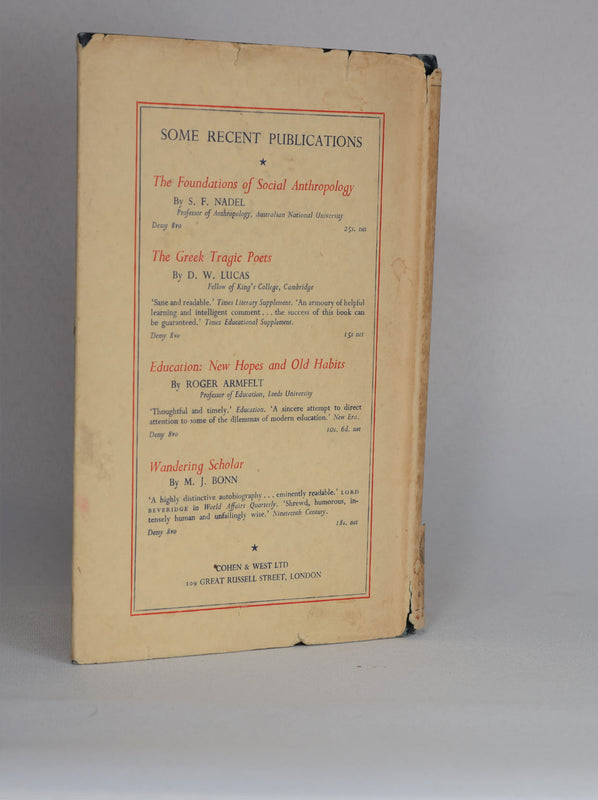 SOME RECENT PUBLICATIONS
The Foundations of Social Anthropology
By S. F. NADEL
Professor of Anthropology, Australian National University
Demy 8vo 25s. net
The Greek Tragic Poets
By D. W. LUCAS
Fellow of King's College, Cambridge
'Sane and readable.' Times Literary Supplement. 'An armoury of helpful
learning and intelligent comment . . . the success of this book can
be guaranteed.' Times Educational Supplement.
Demy 8vo 15s net
Education: New Hopes and Old Habits
By ROGER ARMFELT
Professor of Education, Leeds University
'Thoughtful and timely.' Education. 'A sincere attempt to direct
attention to some of the dilemmas of modern education.' New Era.
Demy 8vo 10s. 6d. net
Wandering Scholar
By M. J. BONN
'A highly distinctive autobiography . . . eminently readable.' LORD
BEVERIDGE in World Affairs Quarterly. 'Shrewd, humorous, in-
tensely human and unfailingly wise.' Nineteenth Century.
Demy 8vo 18s. net
COHEN & WEST LTD
109 GREAT RUSSELL STREET, LONDON